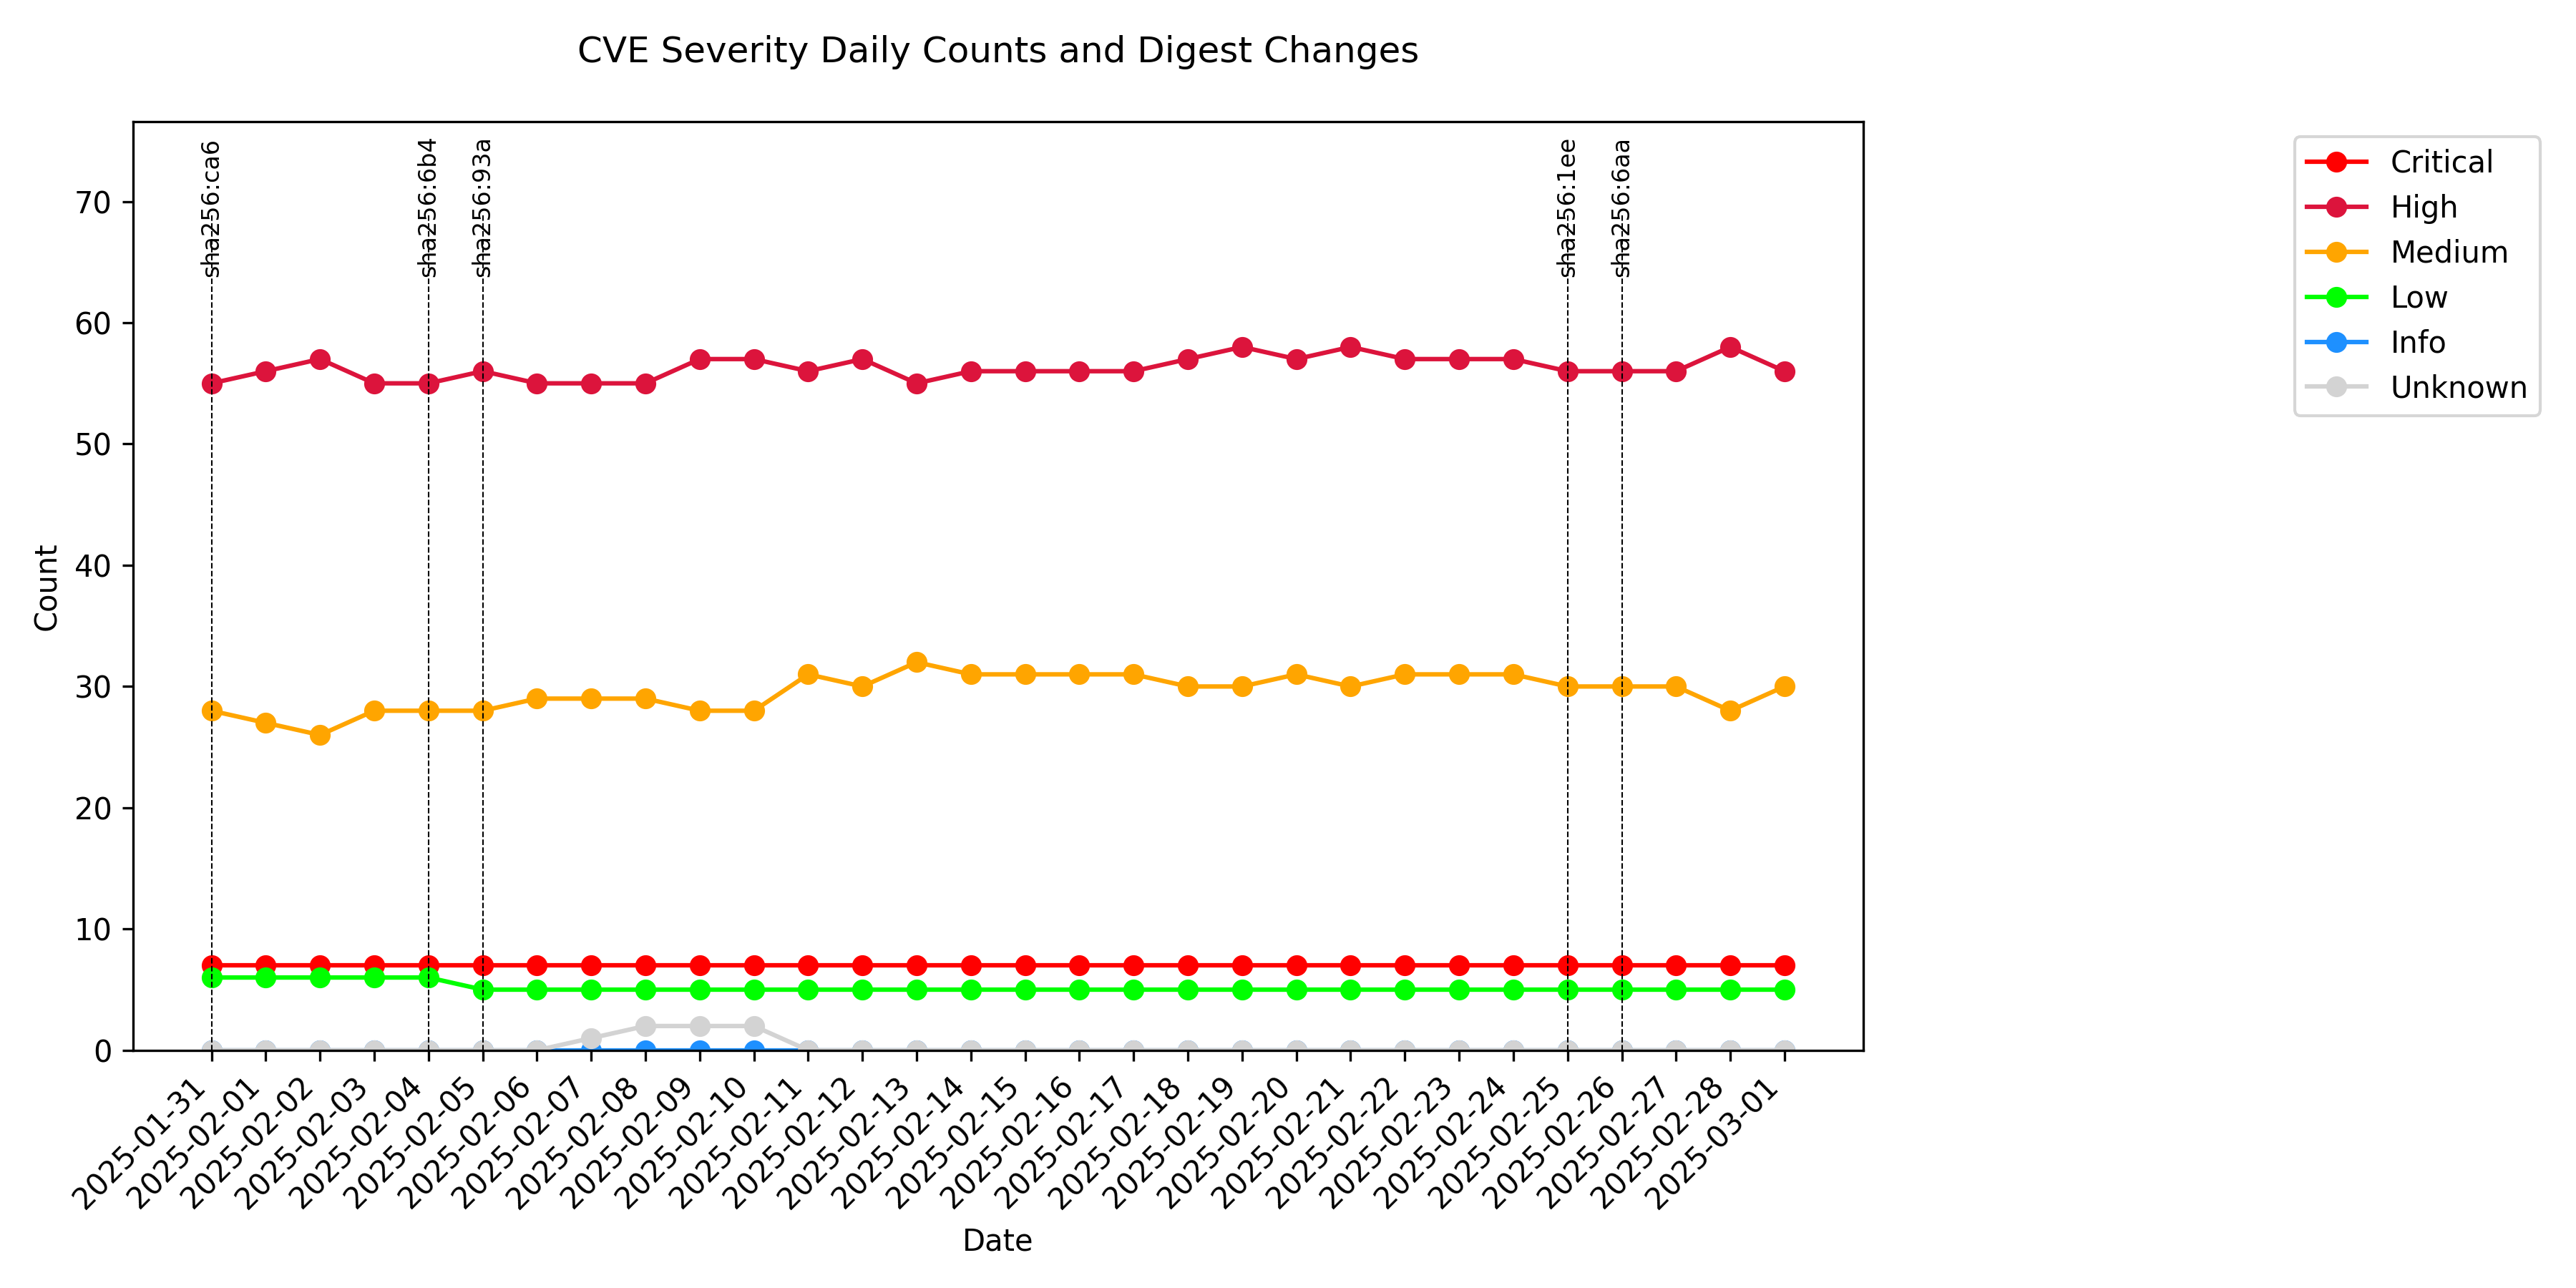 CVE Severity Daily Counts and Digest Changes
sha256:ca6
sha256:6b4
sha256:93a
sha256:1ee
sha256:6aa
Critical
High
Medium
Low
Info
Unknown
70
60
50
40
30
20
10
0
Count
2025-01-31
2025-02-01
2025-02-02
2025-02-03
2025-02-04
2025-02-05
2025-02-06
2025-02-07
2025-02-08
2025-02-09
2025-02-10
2025-02-11
2025-02-12
2025-02-13
2025-02-14
2025-02-15
2025-02-16
2025-02-17
2025-02-18
2025-02-19
2025-02-20
2025-02-21
2025-02-22
2025-02-23
2025-02-24
2025-02-25
2025-02-26
2025-02-27
2025-02-28
2025-03-01
Date